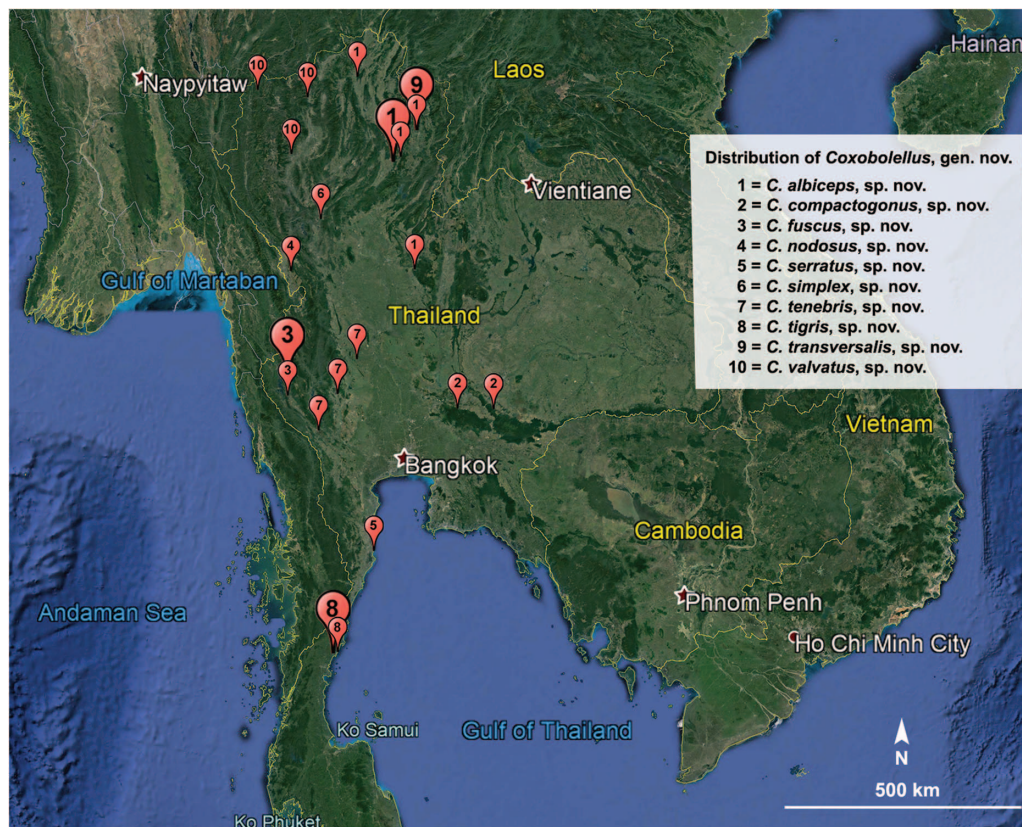 Hainan
Laos
Naypyitaw
10
10
1
9
1
1
1
10
Vientiane
6
4
1
Gulf of Martaban
Thailand
3
7
3
7
2
2
7
Vietnam
Bangkok
5
Cambodia
8
8
Andaman Sea
Phnom Penh
Ho Chi Minh City
Ko Samui
Gulf of Thailand
Ko Phuket
Distribution of Coxobolellus, gen. nov.
1 = C. albiceps, sp. nov.
2 = C. compactogonus, sp. nov.
3 = C. fuscus, sp. nov.
4 = C. nodosus, sp. nov.
5 = C. serratus, sp. nov.
6 = C. simplex, sp. nov.
7 = C. tenebris, sp. nov.
8 = C. tigris, sp. nov.
9 = C. transversalis, sp. nov.
10 = C. valvatus, sp. nov.
N
500 km